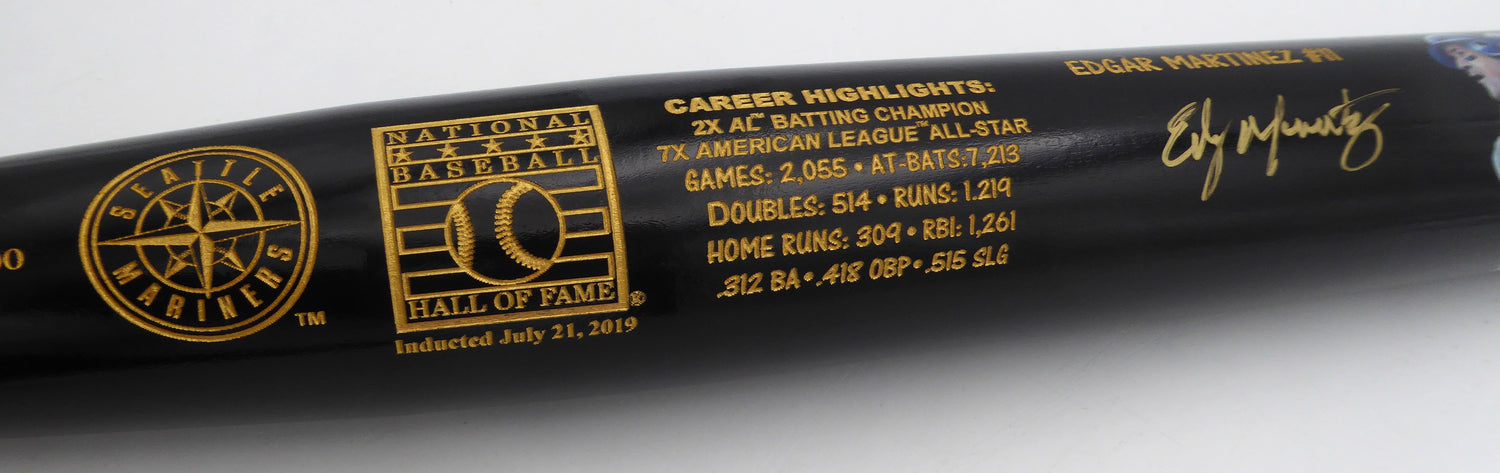 SEATTLE
MARINERS
TM
NATIONAL
BASEBALL
HALL OF FAME®
Inducted July 21, 2019
CAREER HIGHLIGHTS:
2X AL™ BATTING CHAMPION
7X AMERICAN LEAGUE™ ALL-STAR
GAMES: 2,055 • AT-BATS:7,213
DOUBLES: 514 • RUNS: 1.219
HOME RUNS: 309 • RBI: 1,261
.312 BA • .418 OBP • .515 SLG
EDGAR MARTINEZ #11